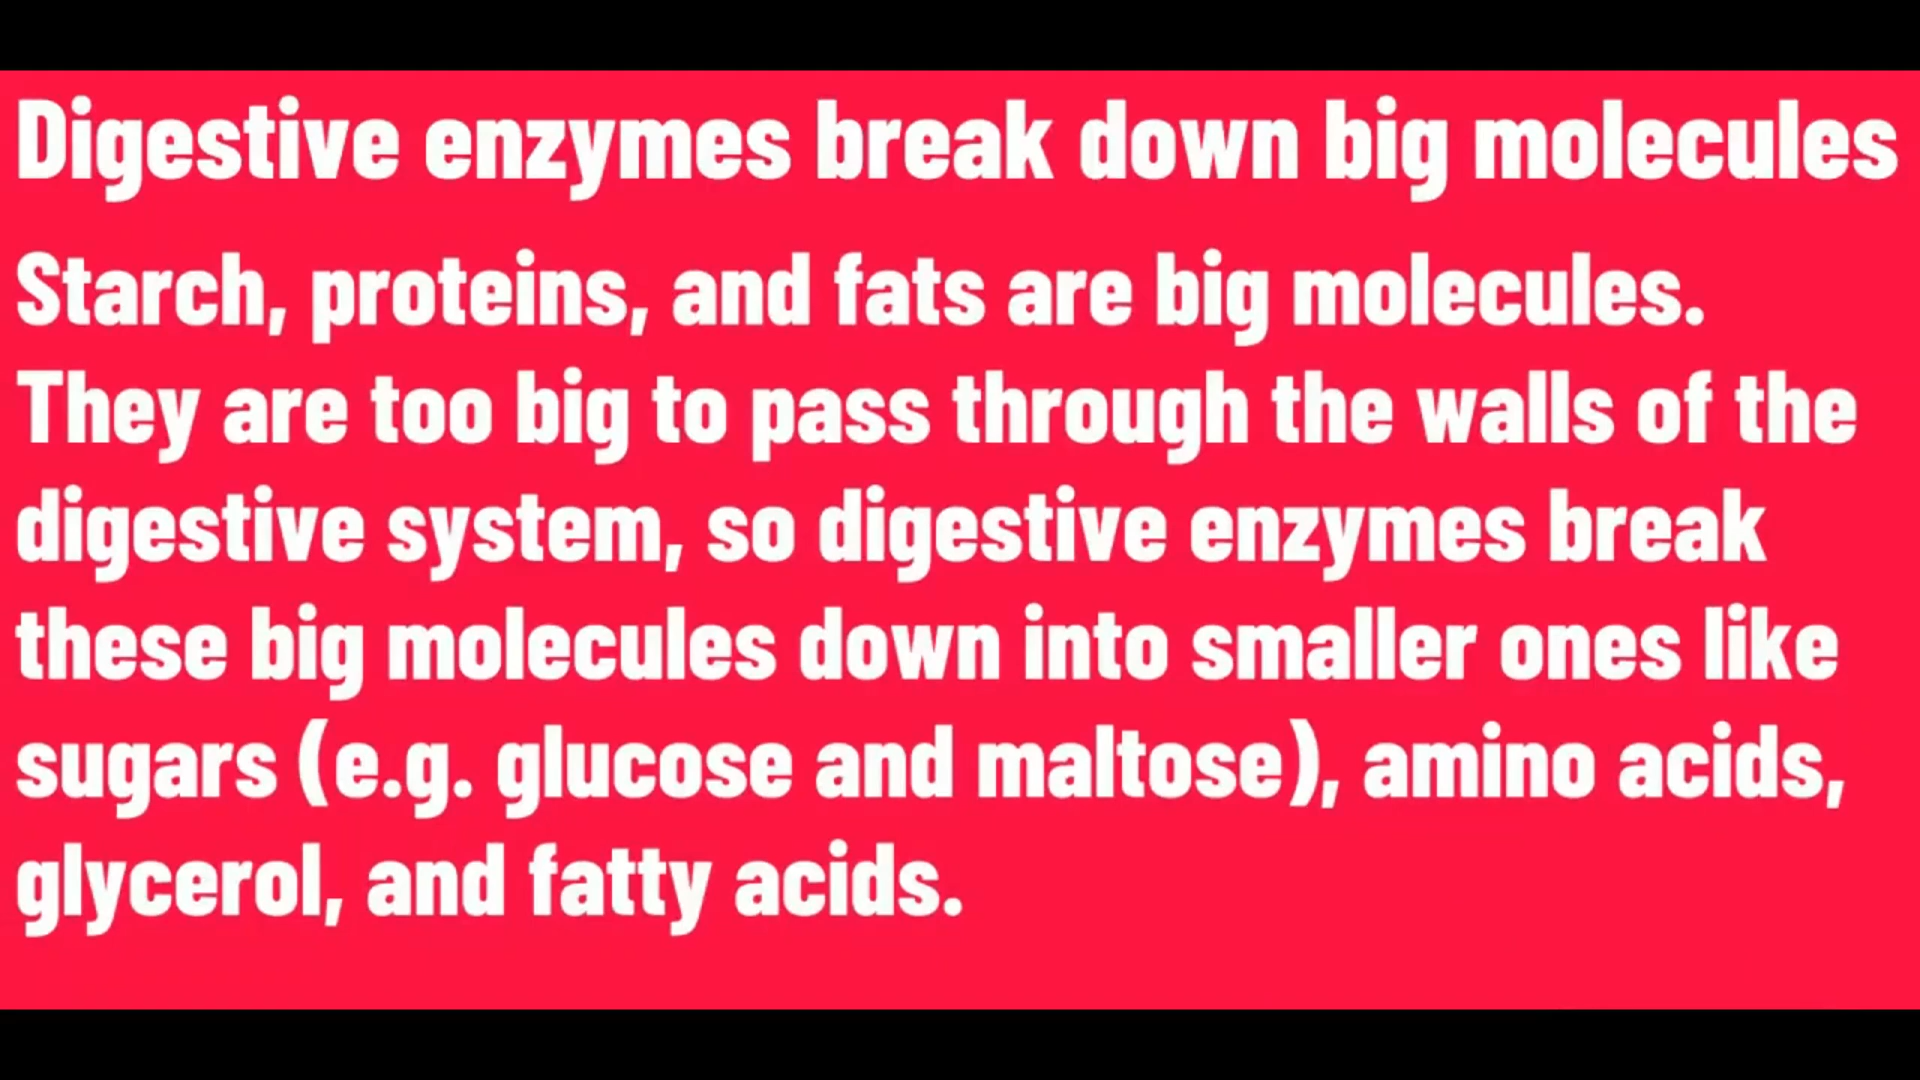 Digestive enzymes break down big molecules
Starch, proteins, and fats are big molecules.
They are too big to pass through the walls of the
digestive system, so digestive enzymes break
these big molecules down into smaller ones like
sugars (e.g. glucose and maltose), amino acids,
glycerol, and fatty acids.